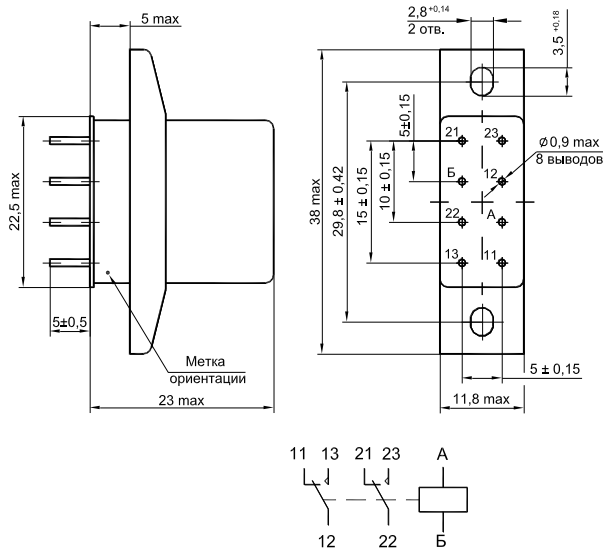 5 max
22,5 max
5±0,5
Метка
ориентации
23 max
2,8+0,14
2 отв.
3,5 +0,18
38 max
29,8 ± 0,42
15 ± 0,15
10 ± 0,15
5±0,15
21 23
Б 12
22 А
13 11
Ø0,9 max
8 выводов
5 ± 0,15
11,8 max
11 13 21 23 А
12 22 Б